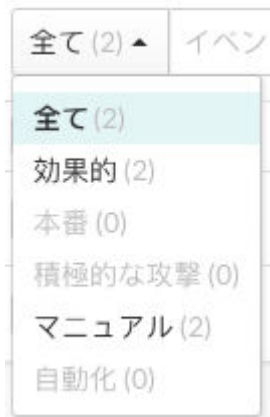 全て (2) ▲ イベン
全て (2)
効果的 (2)
本番 (0)
積極的な攻撃 (0)
マニュアル (2)
自動化 (0)